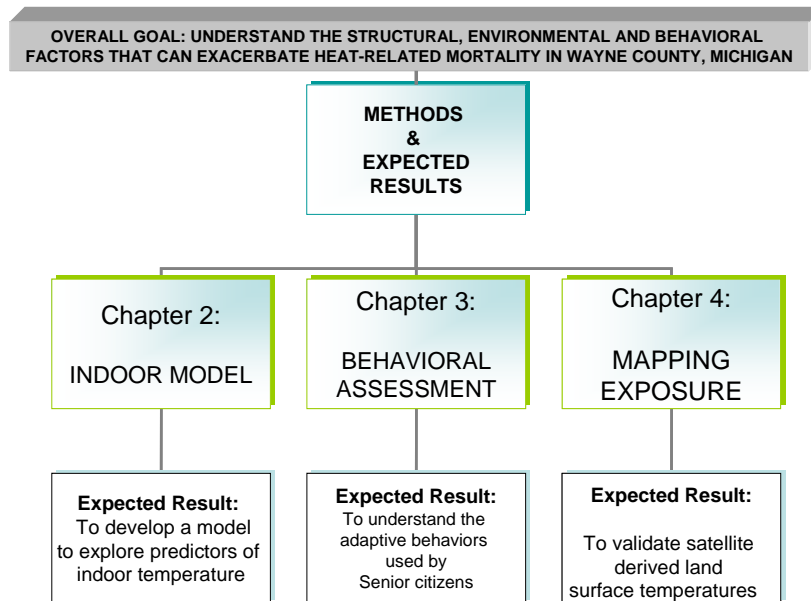 OVERALL GOAL: UNDERSTAND THE STRUCTURAL, ENVIRONMENTAL AND BEHAVIORAL
FACTORS THAT CAN EXACERBATE HEAT-RELATED MORTALITY IN WAYNE COUNTY, MICHIGAN
METHODS
&
EXPECTED
RESULTS
Chapter 2:
INDOOR MODEL
Chapter 3:
BEHAVIORAL
ASSESSMENT
Chapter 4:
MAPPING
EXPOSURE
Expected Result:
To develop a model
to explore predictors of
indoor temperature
Expected Result:
To understand the
adaptive behaviors
used by
Senior citizens
Expected Result:
To validate satellite
derived land
surface temperatures